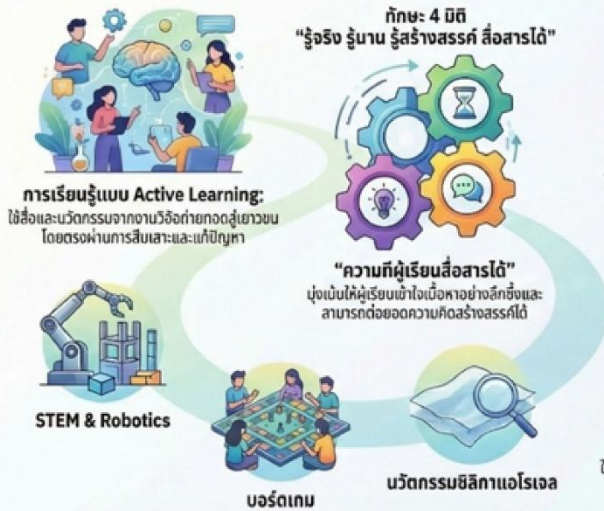 ทักษะ 4 มิติ
“รู้จริง รู้นาน รู้สร้างสรรค์ สื่อสารได้”
การเรียนรู้แบบ Active Learning:
ใช้สื่อและนวัตกรรมจากงานวิจัยถ่ายทอดสู่เยาวชน
โดยตรงผ่านการสืบเสาะและแก้ปัญหา
“ความที่ผู้เรียนสื่อสารได้”
มุ่งเน้นให้ผู้เรียนเข้าใจเนื้อหาอย่างลึกซึ้งและ
สามารถต่อยอดความคิดสร้างสรรค์ได้
STEM & Robotics
บอร์ดเกม
นวัตกรรมซิลิกาแอโรเจล